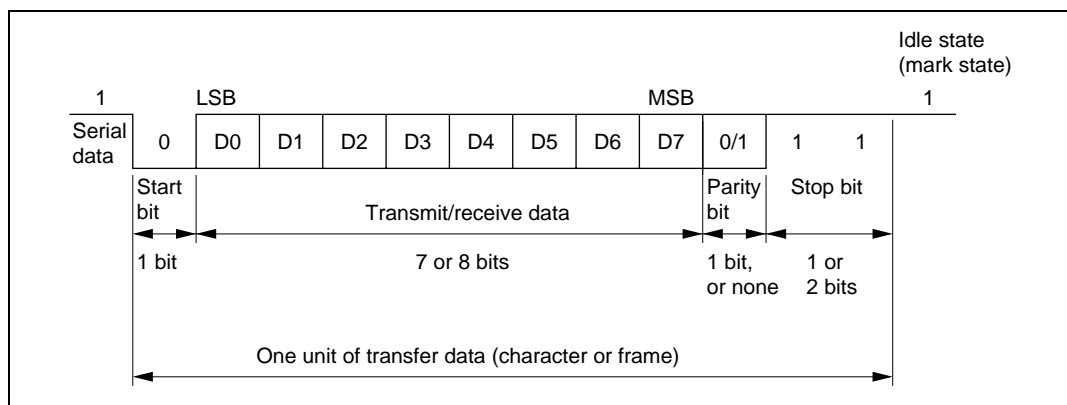 Idle state
(mark state)
1 LSB MSB 1
Serial
data
0 D0 D1 D2 D3 D4 D5 D6 D7 0/1 1 1
Start
bit
Transmit/receive data
Parity
bit
Stop bit
1 bit
7 or 8 bits
1 bit,
or none
1 or
2 bits
One unit of transfer data (character or frame)